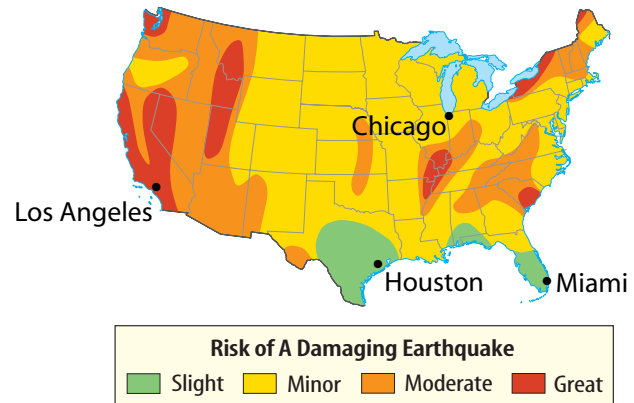 Chicago
Los Angeles
Houston
Miami
Risk of A Damaging Earthquake
Slight Minor Moderate Great